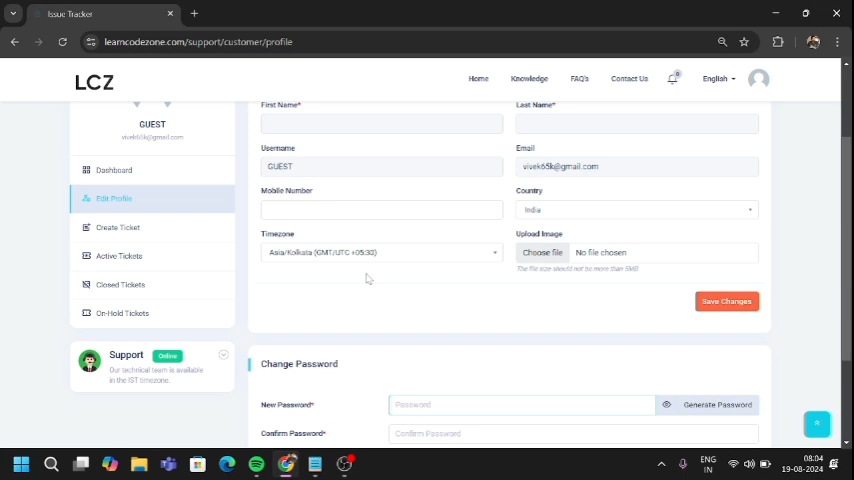 Issue Tracker
learncodezone.com/support/customer/profile
LCZ
Home
Knowledge
FAQ's
Contact Us
0
English
GUEST
vivek65k@gmail.com
Dashboard
Edit Profile
Create Ticket
Active Tickets
Closed Tickets
On-Hold Tickets
Support
Online
Our technical team is available
in the IST timezone.
First Name*
Last Name*
Username
Email
GUEST
vivek65k@gmail.com
Mobile Number
Country
India
Timezone
Upload Image
Asia/Kolkata (GMT/UTC +05:30)
Choose file
No file chosen
The file size should not be more than 5MB
Save Changes
Change Password
New Password*
Password
Generate Password
Confirm Password*
Confirm Password
ENG
IN
08:04
19-08-2024